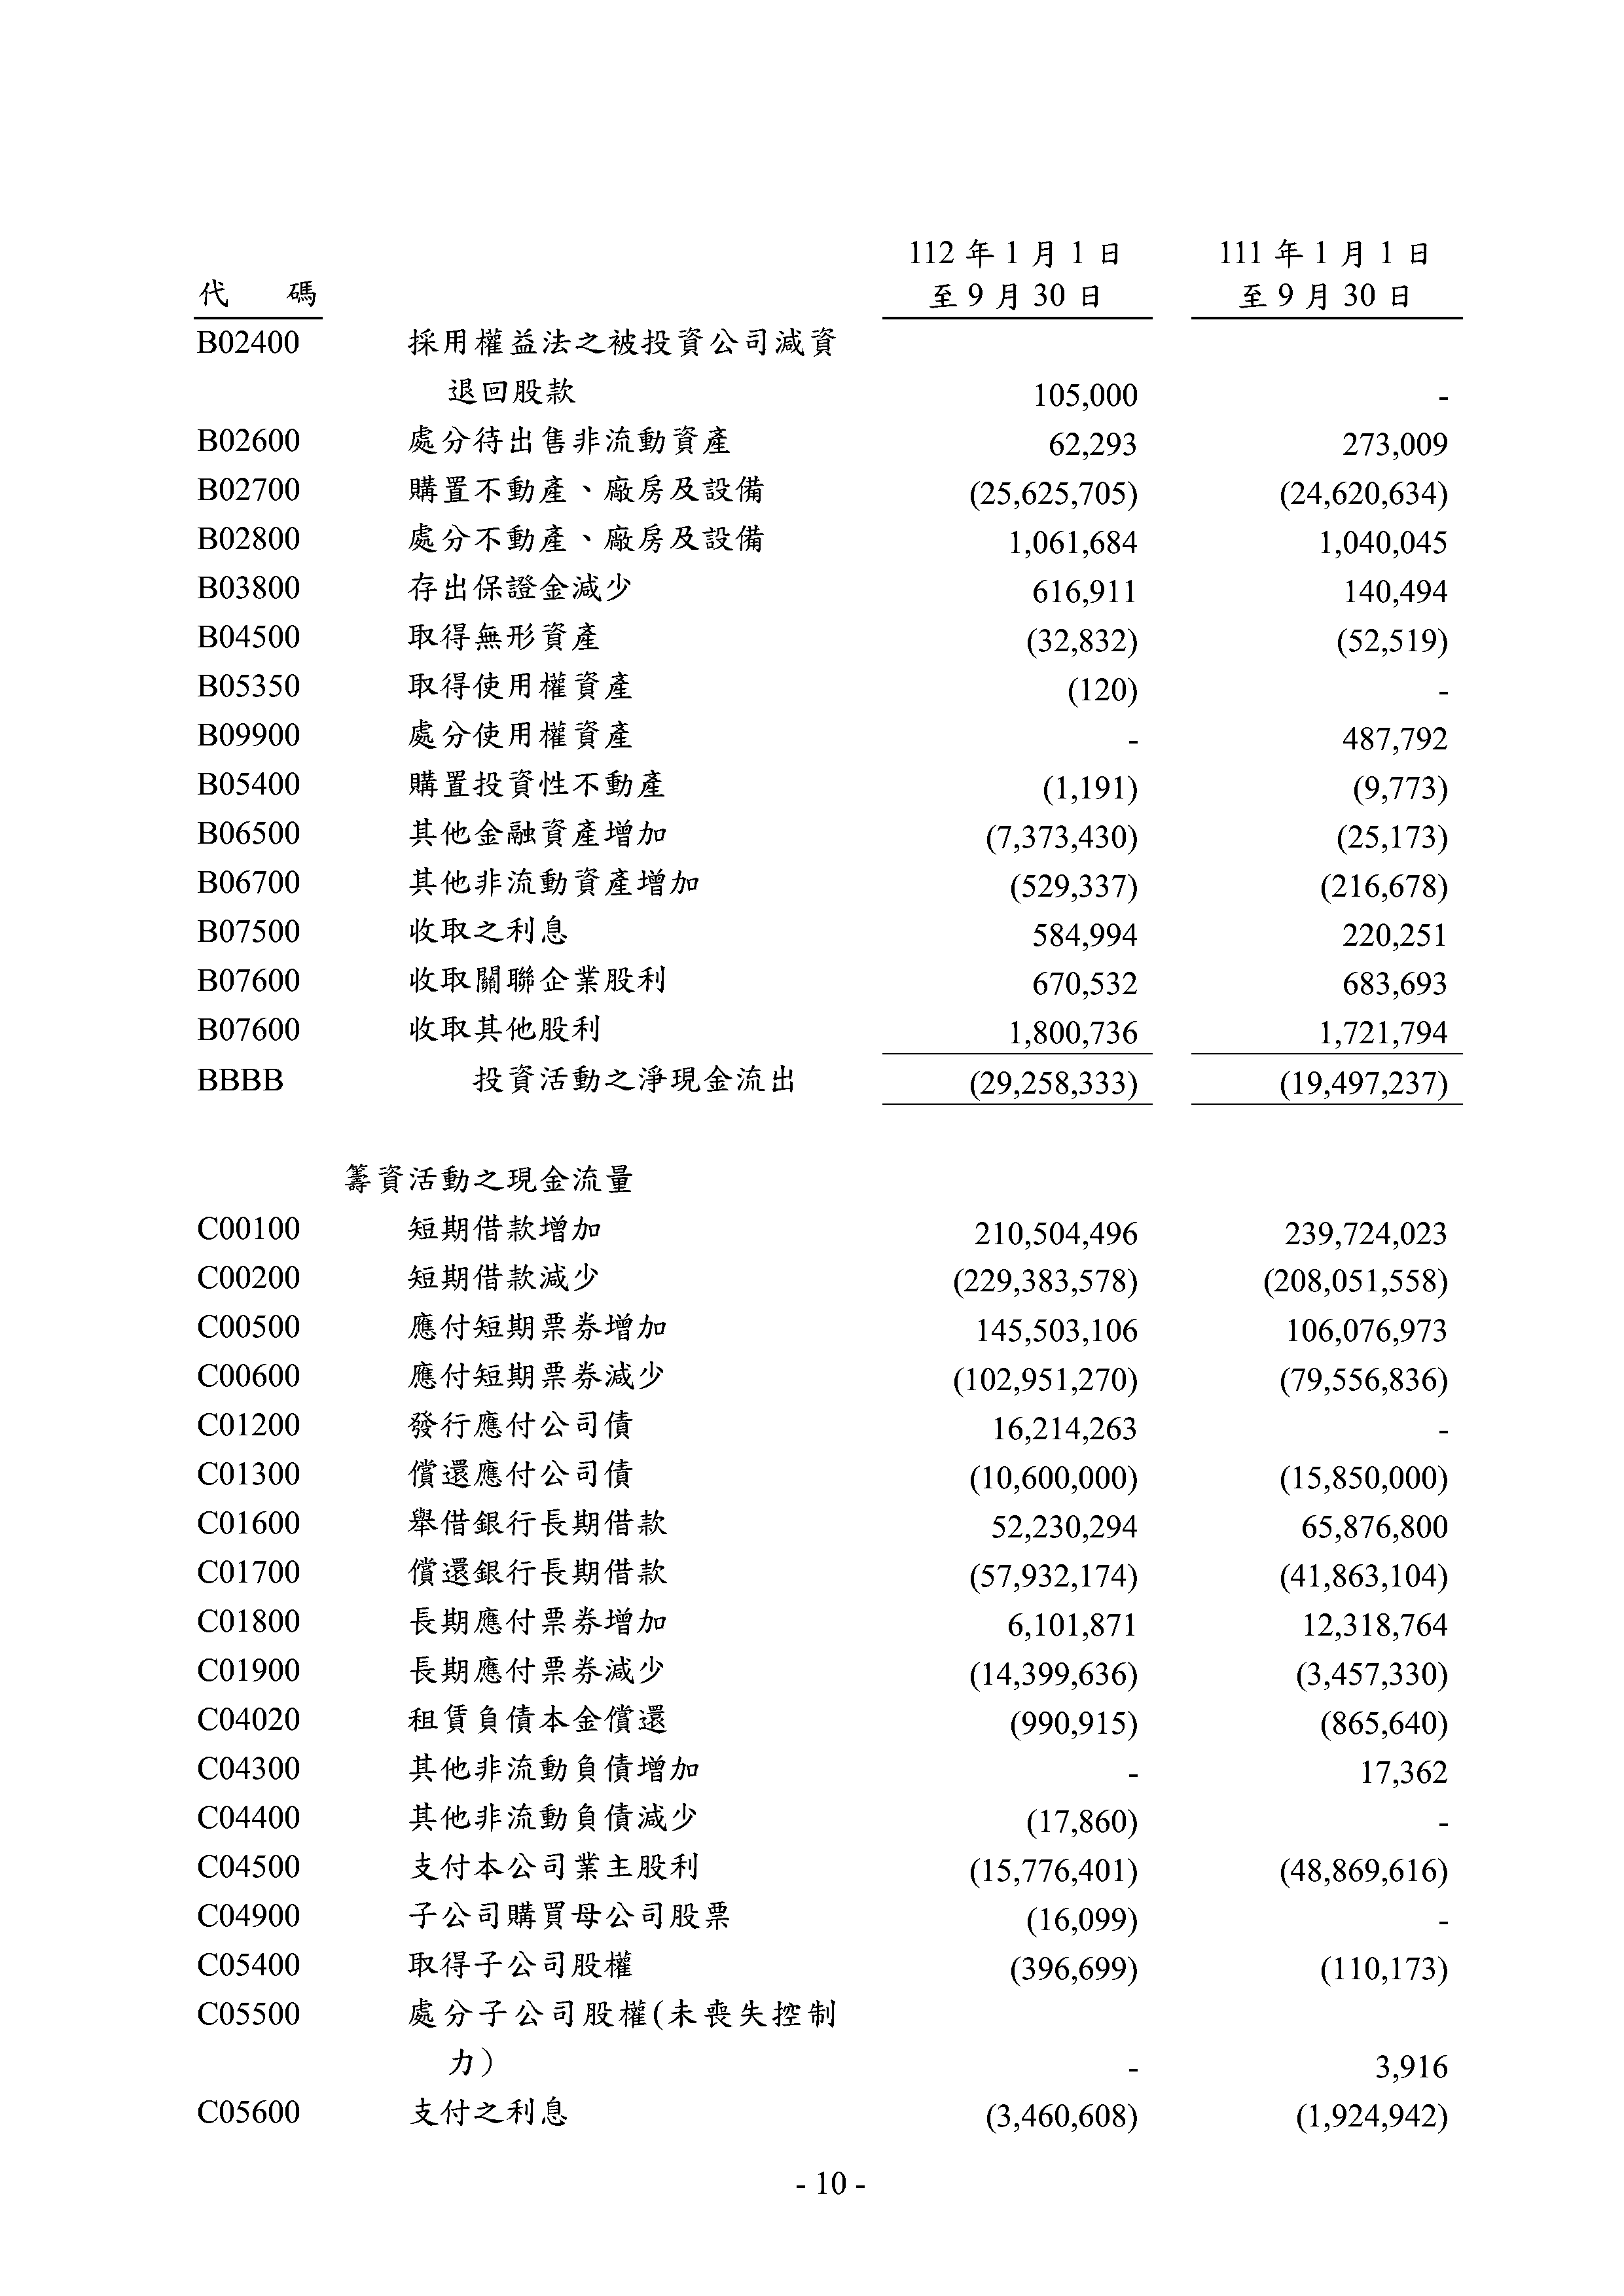 112 年 1 月 1 日 111 年 1 月 1 日
代 碼 至 9 月 30 日 至 9 月 30 日
B02400 採用權益法之被投資公司減資
退回股款 105,000 -
B02600 處分待出售非流動資產 62,293 273,009
B02700 購置不動產、廠房及設備 (25,625,705) (24,620,634)
B02800 處分不動產、廠房及設備 1,061,684 1,040,045
B03800 存出保證金減少 616,911 140,494
B04500 取得無形資產 (32,832) (52,519)
B05350 取得使用權資產 (120) -
B09900 處分使用權資產 - 487,792
B05400 購置投資性不動產 (1,191) (9,773)
B06500 其他金融資產增加 (7,373,430) (25,173)
B06700 其他非流動資產增加 (529,337) (216,678)
B07500 收取之利息 584,994 220,251
B07600 收取關聯企業股利 670,532 683,693
B07600 收取其他股利 1,800,736 1,721,794
BBBB 投資活動之淨現金流出 (29,258,333) (19,497,237)
籌資活動之現金流量
C00100 短期借款增加 210,504,496 239,724,023
C00200 短期借款減少 (229,383,578) (208,051,558)
C00500 應付短期票券增加 145,503,106 106,076,973
C00600 應付短期票券減少 (102,951,270) (79,556,836)
C01200 發行應付公司債 16,214,263 -
C01300 償還應付公司債 (10,600,000) (15,850,000)
C01600 舉借銀行長期借款 52,230,294 65,876,800
C01700 償還銀行長期借款 (57,932,174) (41,863,104)
C01800 長期應付票券增加 6,101,871 12,318,764
C01900 長期應付票券減少 (14,399,636) (3,457,330)
C04020 租賃負債本金償還 (990,915) (865,640)
C04300 其他非流動負債增加 - 17,362
C04400 其他非流動負債減少 (17,860) -
C04500 支付本公司業主股利 (15,776,401) (48,869,616)
C04900 子公司購買母公司股票 (16,099) -
C05400 取得子公司股權 (396,699) (110,173)
C05500 處分子公司股權(未喪失控制
力) - 3,916
C05600 支付之利息 (3,460,608) (1,924,942)
- 10 -